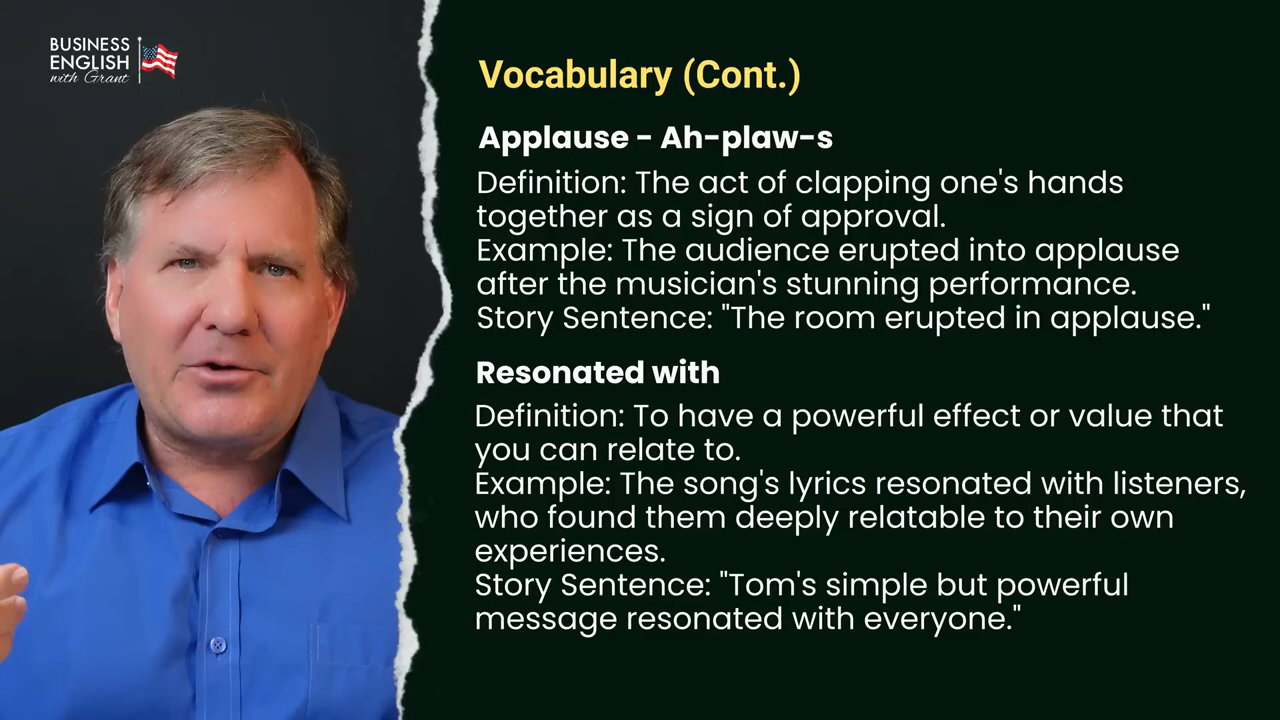 BUSINESS
ENGLISH
with Grant
Vocabulary (Cont.)
Applause - Ah-plaw-s
Definition: The act of clapping one's hands
together as a sign of approval.
Example: The audience erupted into applause
after the musician's stunning performance.
Story Sentence: "The room erupted in applause."
Resonated with
Definition: To have a powerful effect or value that
you can relate to.
Example: The song's lyrics resonated with listeners,
who found them deeply relatable to their own
experiences.
Story Sentence: "Tom's simple but powerful
message resonated with everyone."